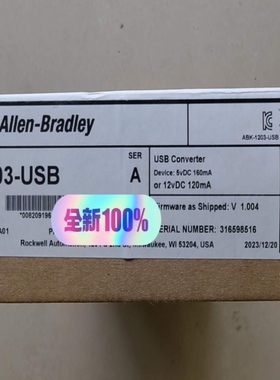 Allen-Bradley
ABK-1203-USB
03-USB
SER
A
USB Converter
Device: 5vDC 160mA
or 12vDC 120mA
全新100%
Firmware as Shipped: V 1.004
SERIAL NUMBER: 316598516
A01
Rockwell Automation
Milwaukee, WI 53204, USA
2023/12/20